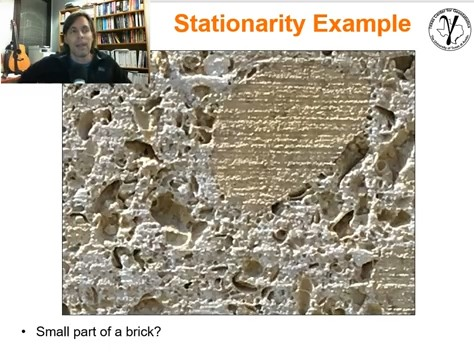 Stationarity Example
• Small part of a brick?